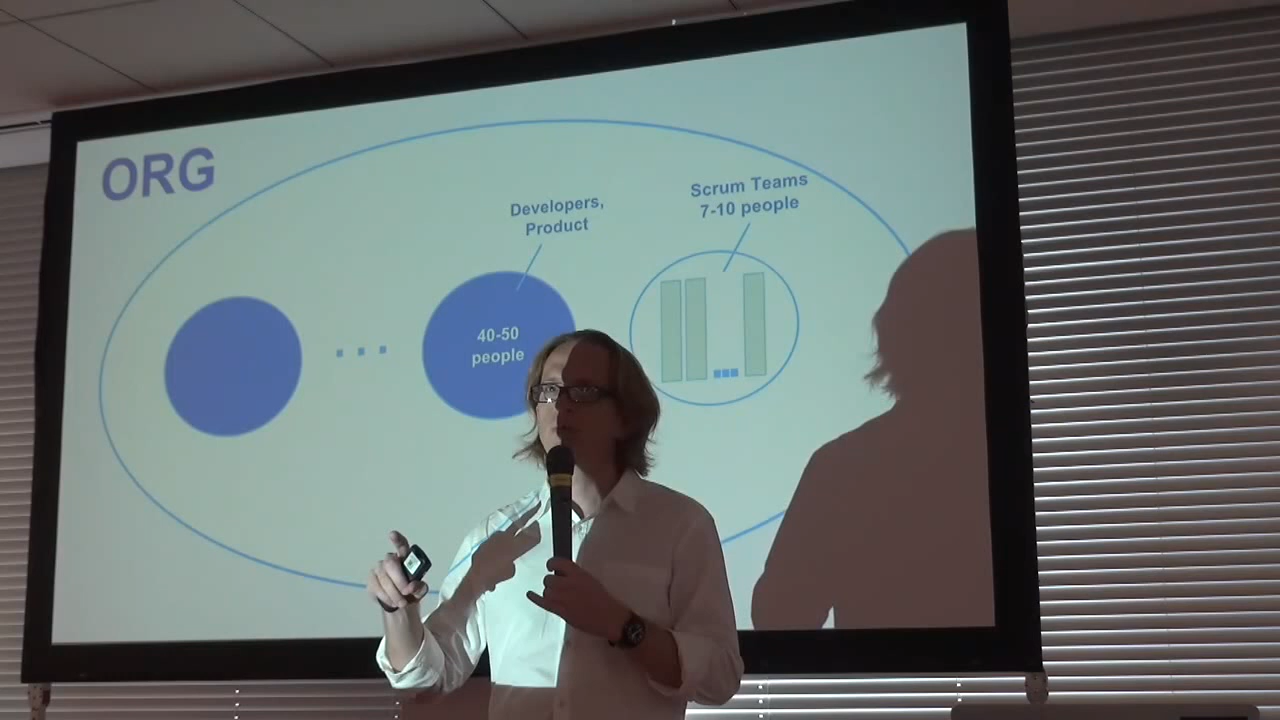 ORG
Developers,
Product
Scrum Teams
7-10 people
40-50
people